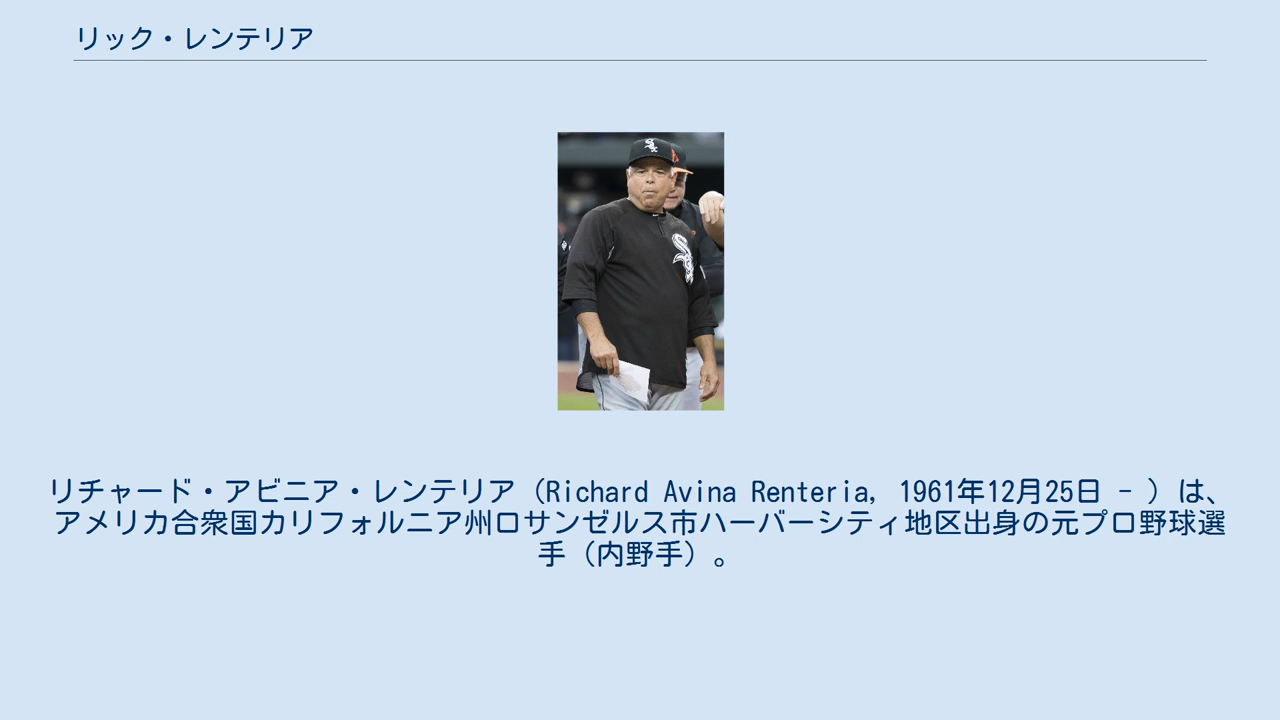 リック・レンテリア
リチャード・アビニア・レンテリア（Richard Avina Renteria, 1961年12月25日 - ）は、
アメリカ合衆国カリフォルニア州ロサンゼルス市ハーバーシティ地区出身の元プロ野球選
手（内野手）。